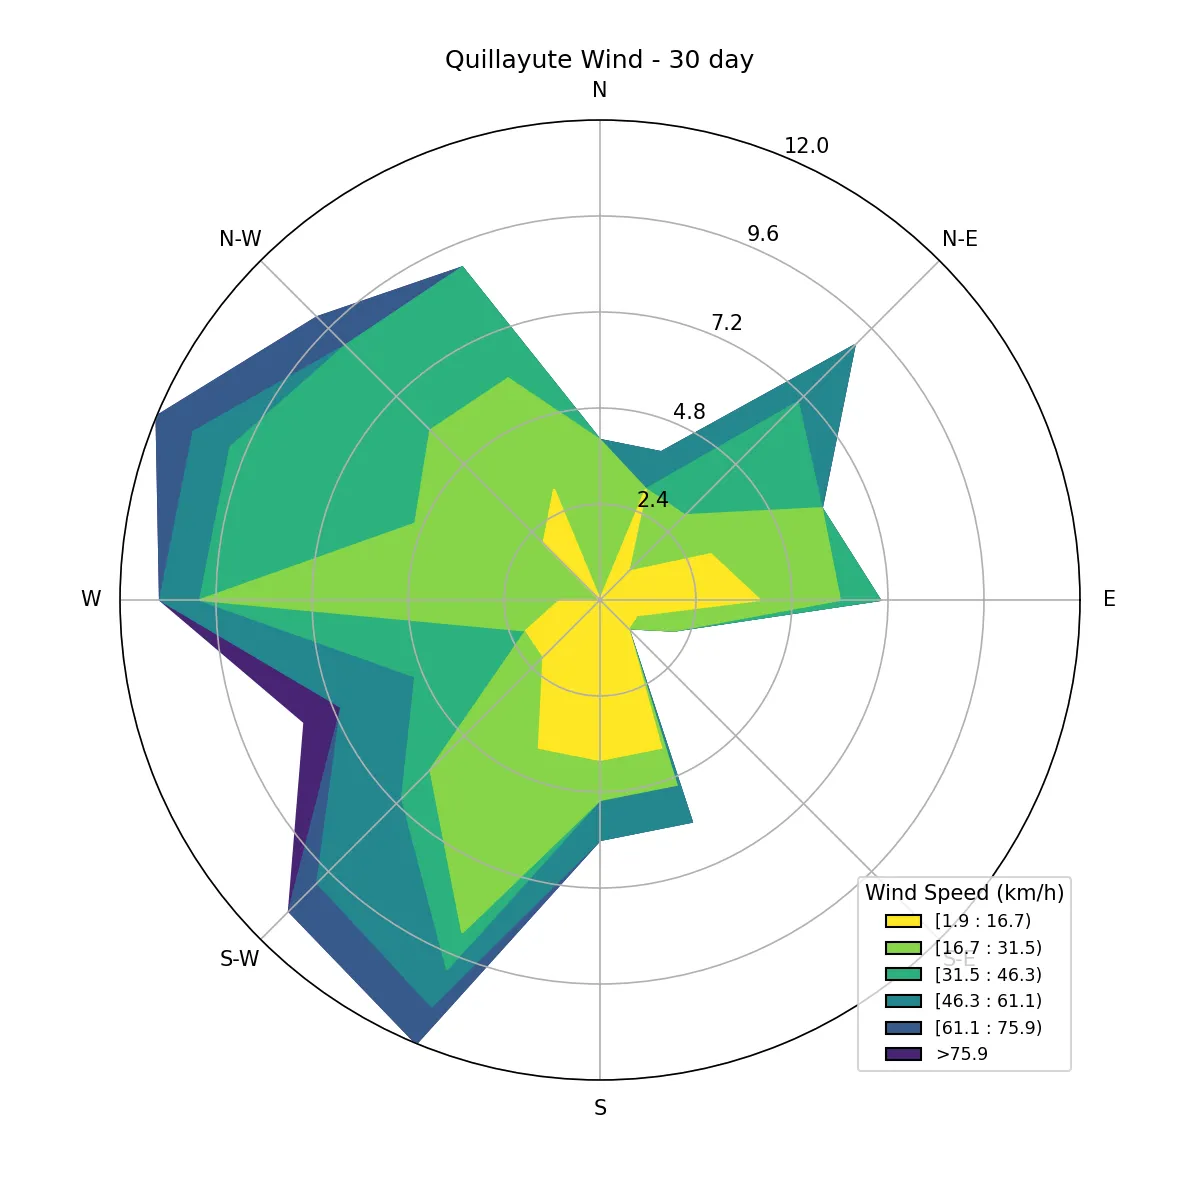 Quillayute Wind - 30 day
N
12.0
N-W
9.6
N-E
7.2
4.8
2.4
W
E
S-W
S-E
S
Wind Speed (km/h)
[1.9 : 16.7)
[16.7 : 31.5)
[31.5 : 46.3)
[46.3 : 61.1)
[61.1 : 75.9)
>75.9